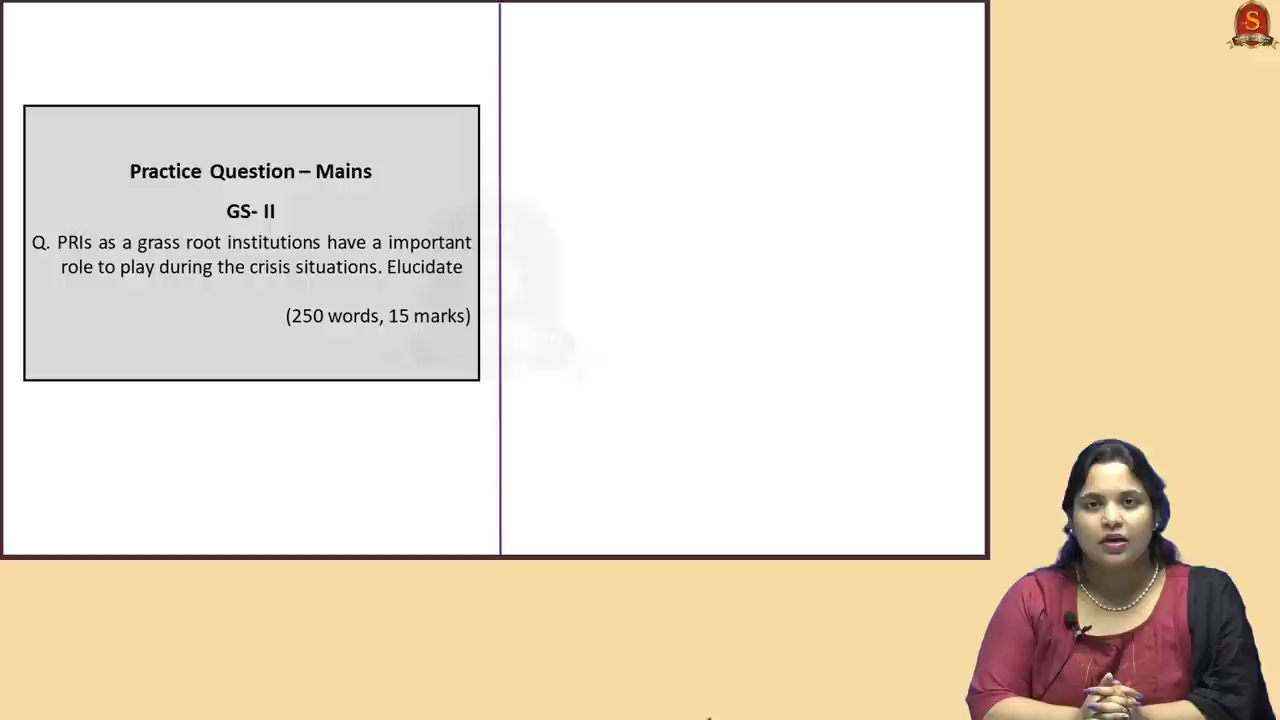 Practice Question – Mains
GS- II
Q. PRIs as a grass root institutions have a important
role to play during the crisis situations. Elucidate
(250 words, 15 marks)
S